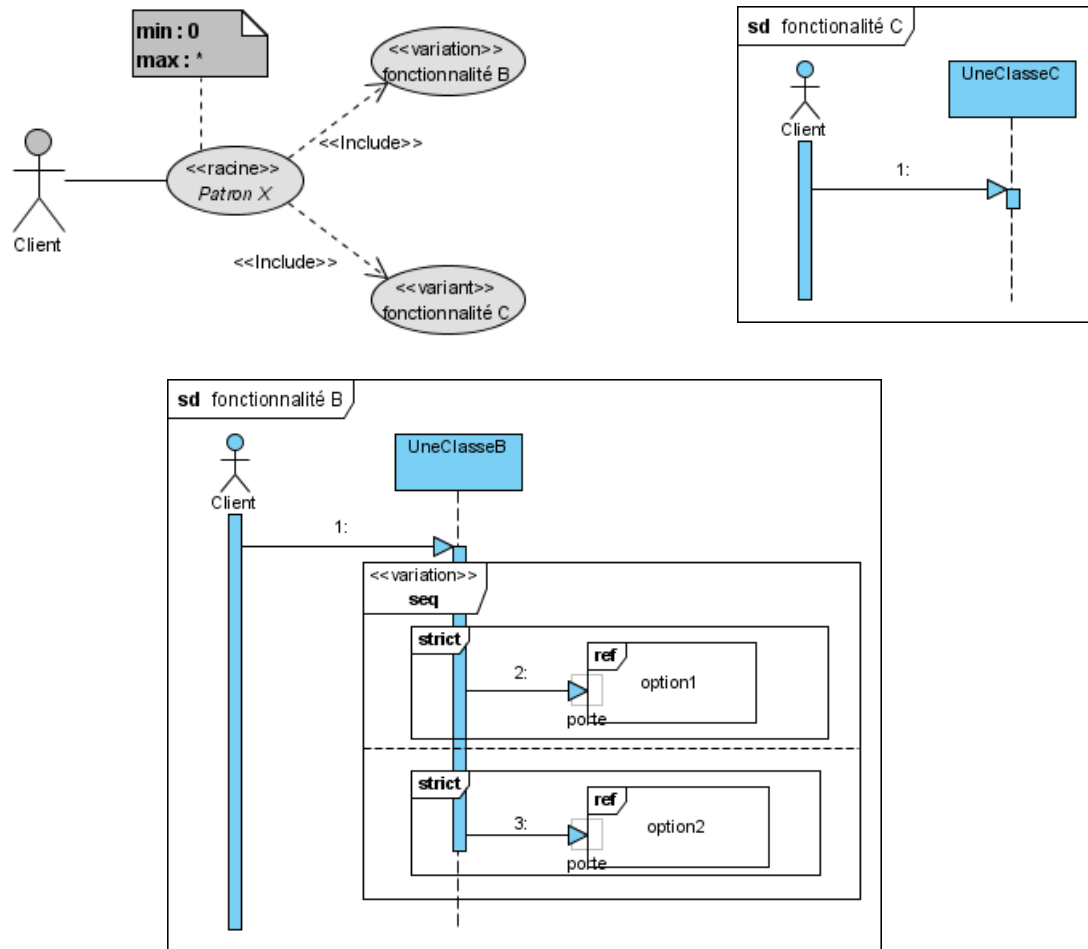 min : 0
max : *
<<variation>>
fonctionnalité B
<<Include>>
<<racine>>
Patron X
Client
<<Include>>
<<variant>>
fonctionnalité C
sd fonctionalité C
UneClasseC
Client
1:
sd fonctionnalité B
UneClasseB
Client
1:
<<variation>>
seq
strict
ref
2:
option1
porte
strict
ref
3:
option2
porte